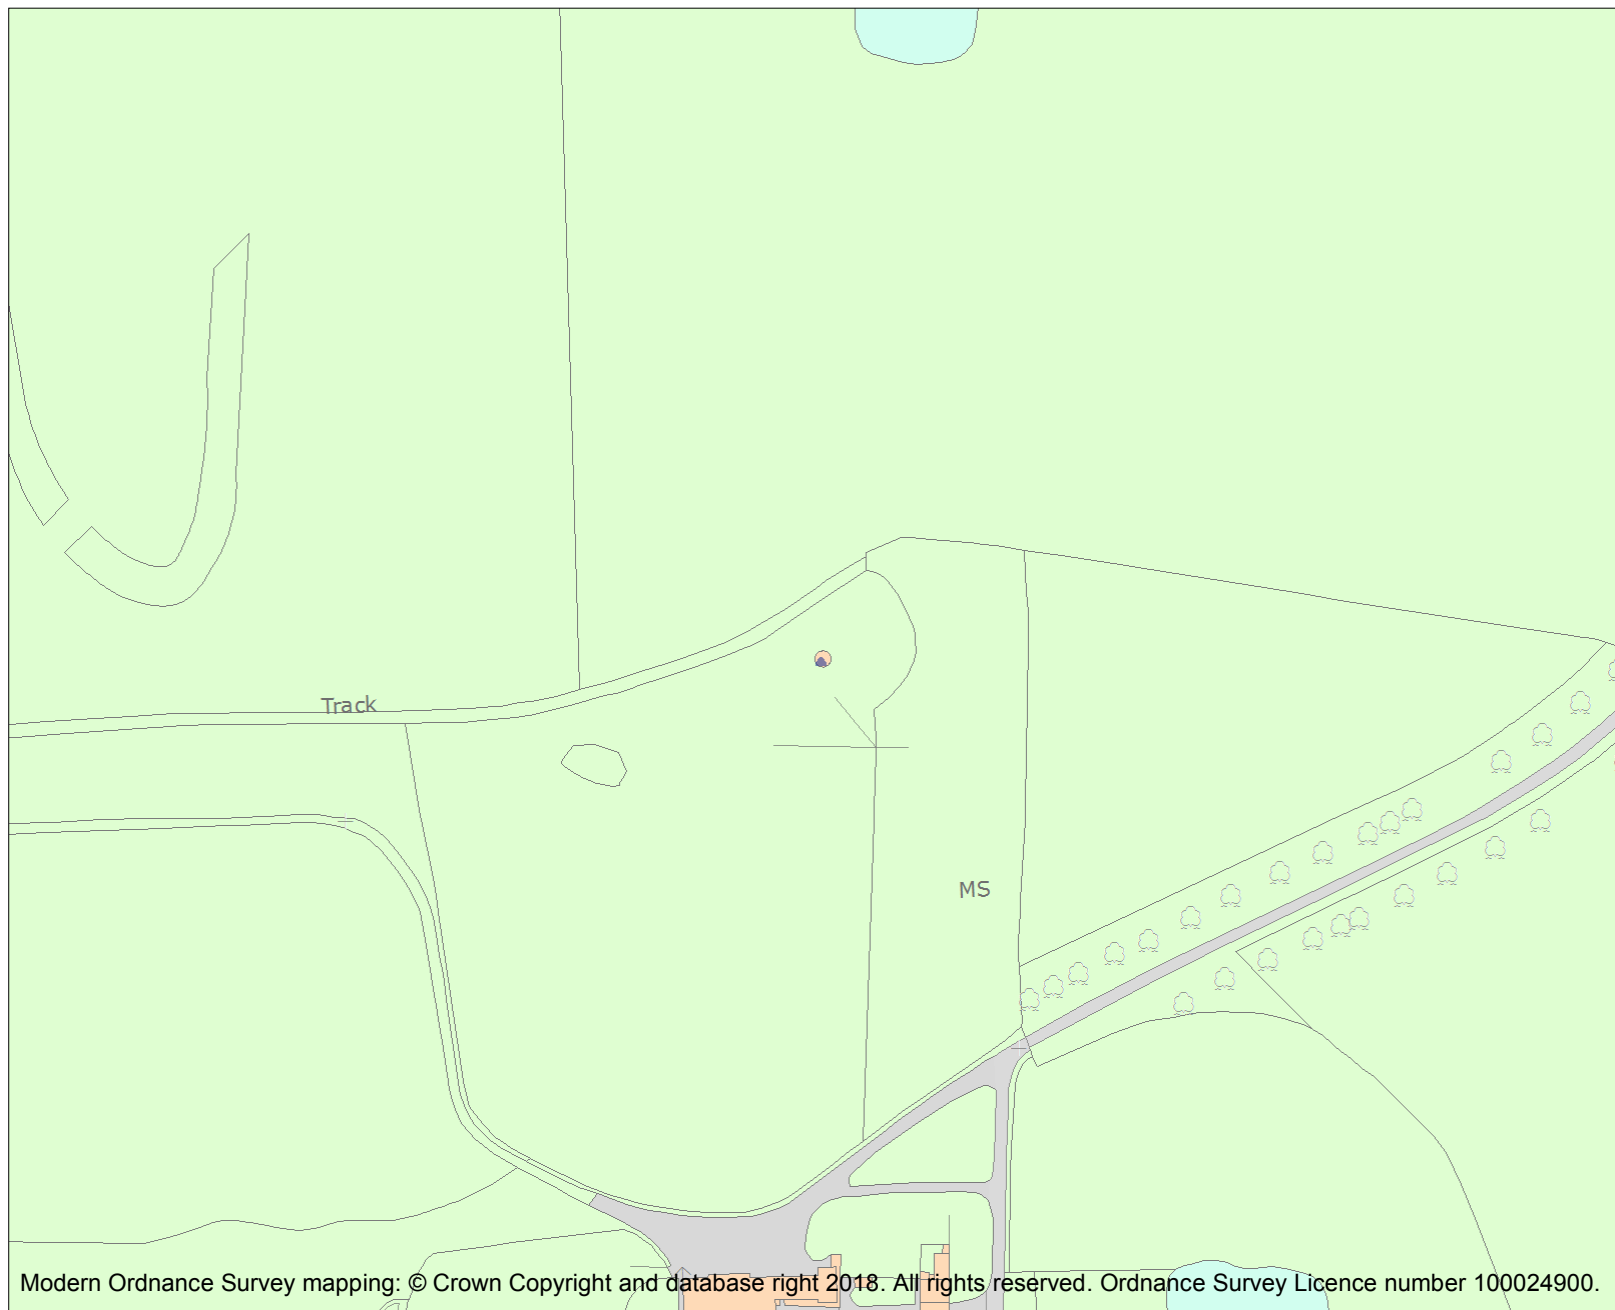 Track
MS
Modern Ordnance Survey mapping: © Crown Copyright and database right 2018. All rights reserved. Ordnance Survey Licence number 100024900.